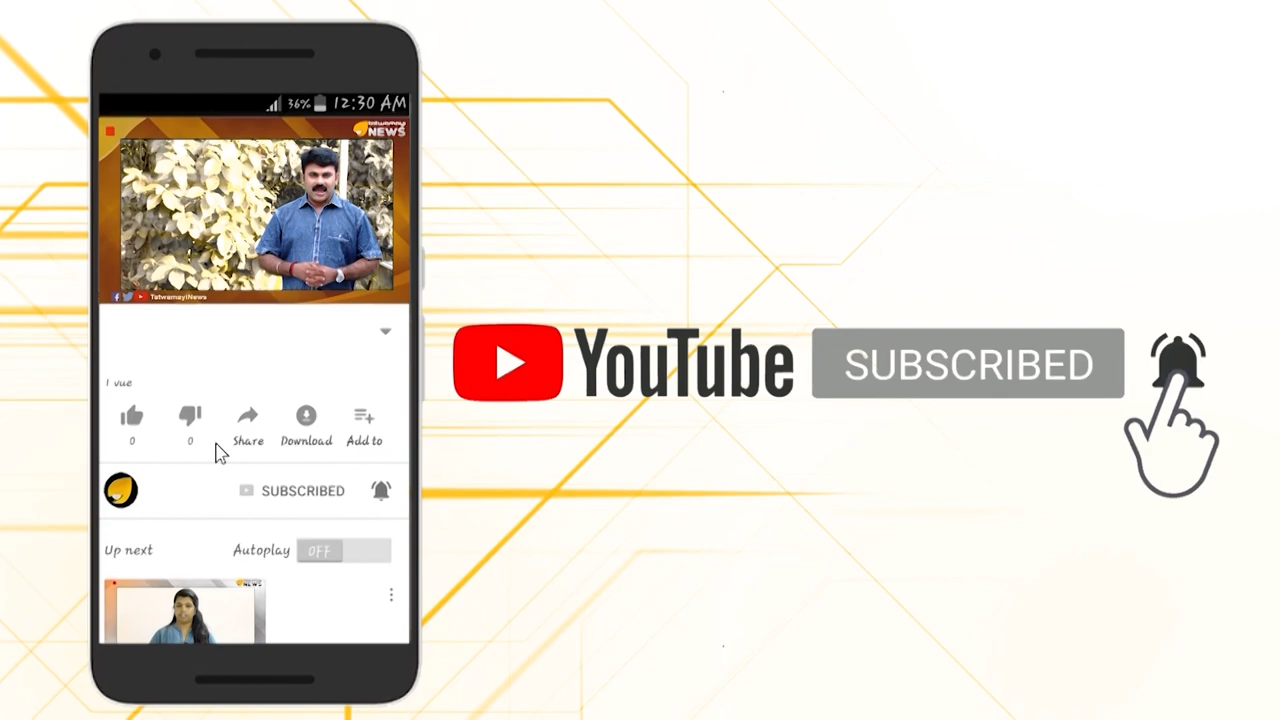 36% 12:30 AM
Tatwamayi
NEWS
TatwamayiNews
1 vue
0 0 Share Download Add to
SUBSCRIBED
Up next Autoplay OFF
NEWS
YouTube SUBSCRIBED